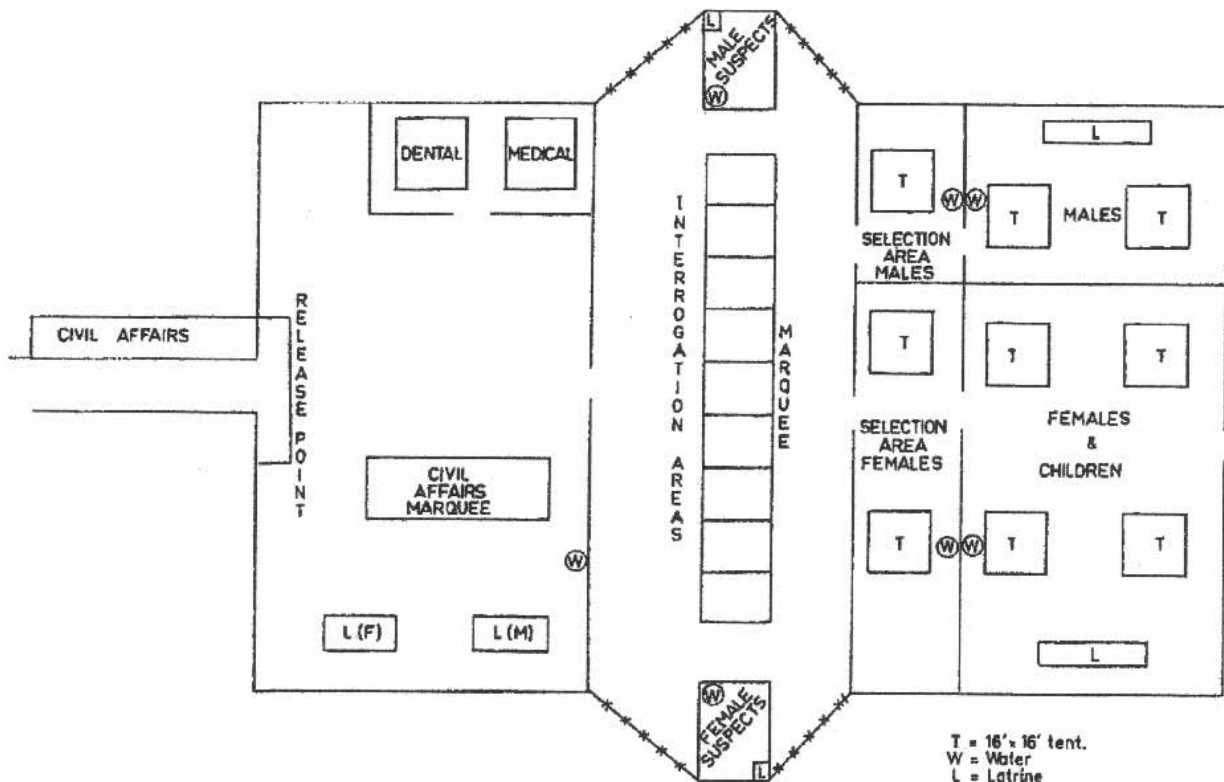 L
MALE
SUSPECTS
W
DENTAL
MEDICAL
L
T
W W
T
MALES
T
SELECTION
AREA
MALES
INTERROGATION AREAS
MARQUEE
CIVIL AFFAIRS
RELEASE POINT
T
T
T
SELECTION
AREA
FEMALES
FEMALES
&
CHILDREN
CIVIL
AFFAIRS
MARQUEE
W
T
W W
T
T
L (F)
L (M)
L
W
FEMALE
SUSPECTS
L
T = 16' x 16' tent.
W = Water
L = Latrine